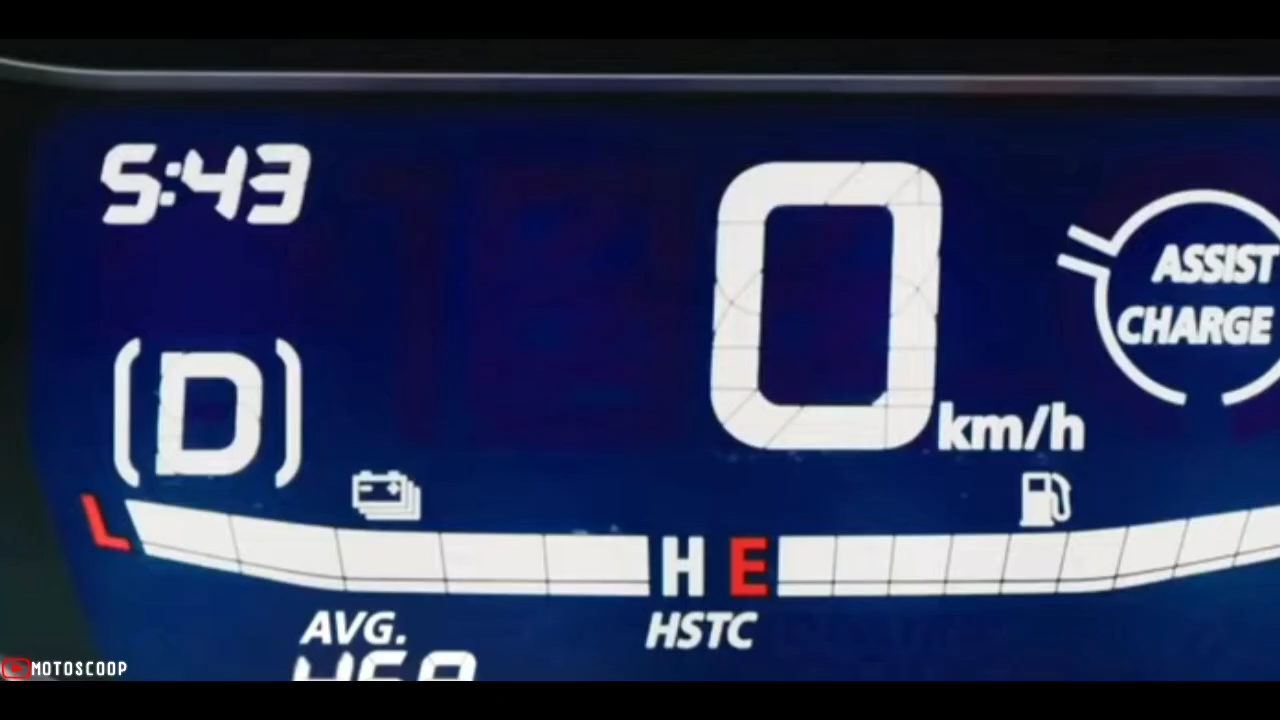 5:43
0
ASSIST
CHARGE
(D)
km/h
L
H E
AVG.
HSTC
MOTOSCOOP